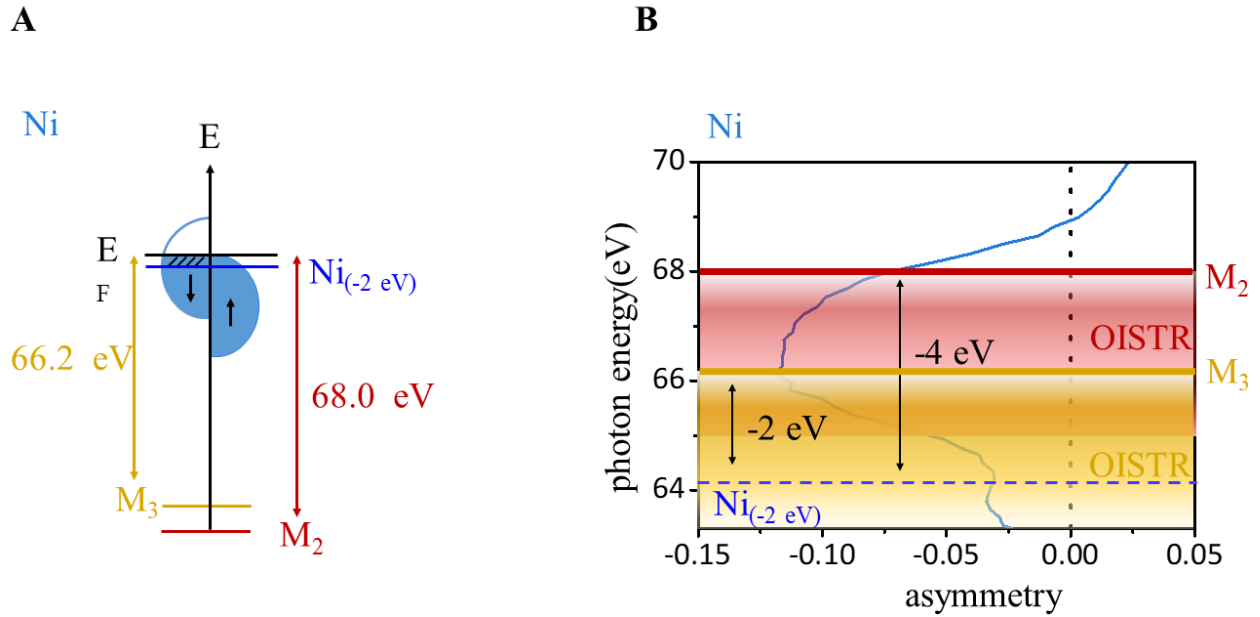 A
B
Ni
E
E
F
Ni(-2 eV)
66.2 eV
68.0 eV
M3
M2
Ni
70
68
66
64
photon energy(eV)
M2
OISTR
-4 eV
M3
-2 eV
OISTR
Ni(-2 eV)
-0.15
-0.10
-0.05
0.00
0.05
asymmetry